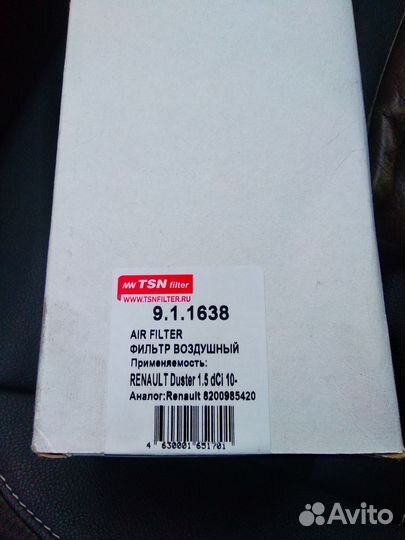 TSN filter
WWW.TSNFILTER.RU
9.1.1638
AIR FILTER
ФИЛЬТР ВОЗДУШНЫЙ
Применяемость:
RENAULT Duster 1.5 dCI 10-
Аналог:Renault 8200985420
4 630001 651701
Avito